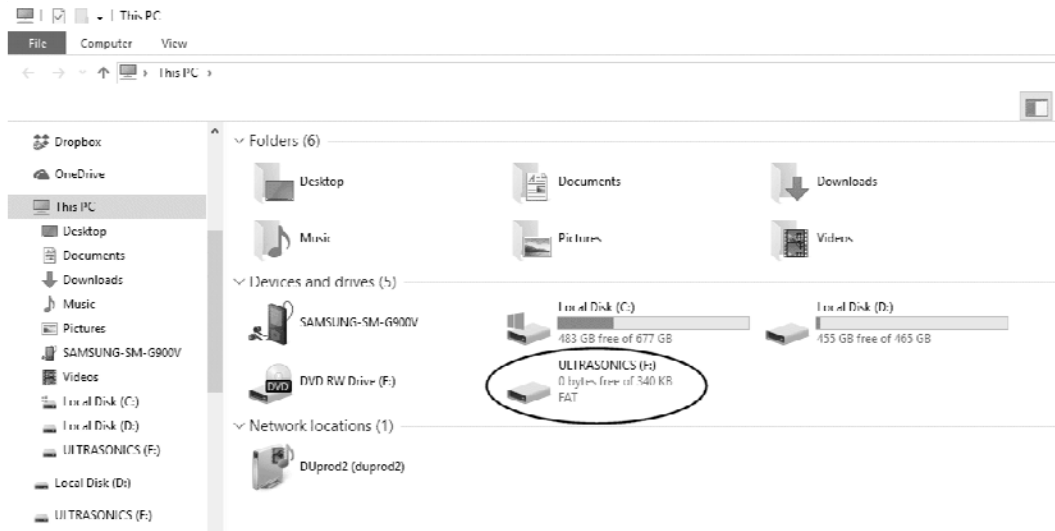 This PC
File Computer View
This PC
Dropbox
OneDrive
This PC
Desktop
Documents
Downloads
Music
Pictures
SAMSUNG-SM-G900V
Videos
Local Disk (C:)
Local Disk (D:)
ULTRASONICS (F:)
Local Disk (D:)
ULTRASONICS (F:)
Folders (6)
Desktop
Documents
Downloads
Music
Pictures
Videos
Devices and drives (5)
SAMSUNG-SM-G900V
Local Disk (C:)
483 GB free of 677 GB
Local Disk (D:)
455 GB free of 465 GB
DVD
DVD RW Drive (E:)
ULTRASONICS (F:)
0 bytes free of 340 KB
FAT
Network locations (1)
DUprod2 (duprod2)